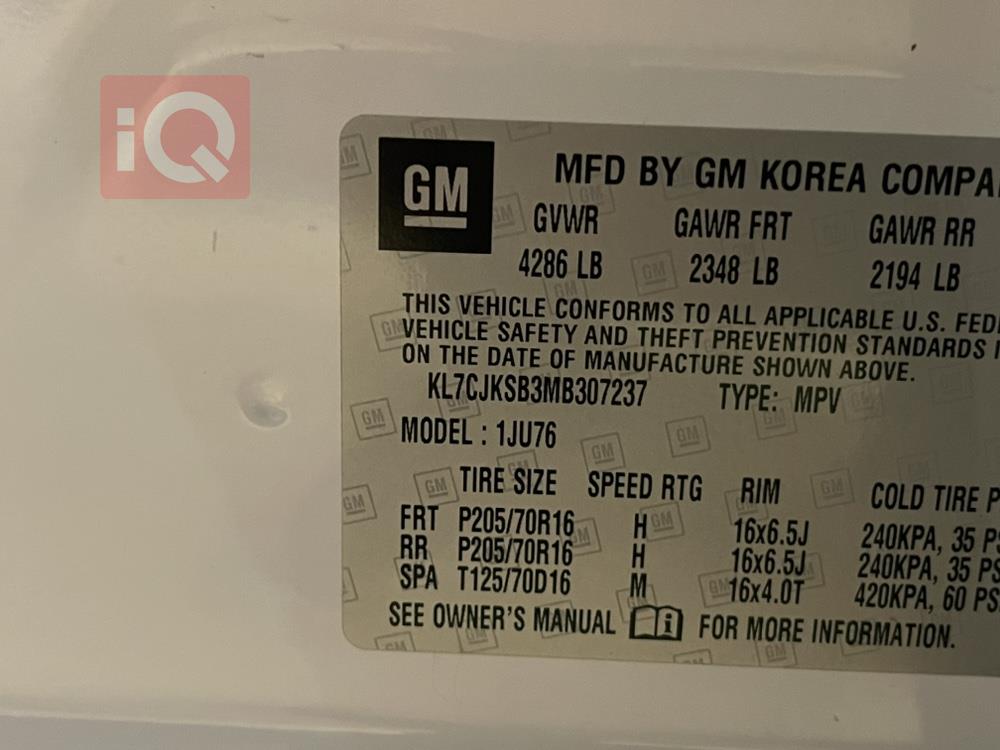 iQ
GM
MFD BY GM KOREA COMPA
GVWR GAWR FRT GAWR RR
4286 LB 2348 LB 2194 LB
THIS VEHICLE CONFORMS TO ALL APPLICABLE U.S. FED
VEHICLE SAFETY AND THEFT PREVENTION STANDARDS
ON THE DATE OF MANUFACTURE SHOWN ABOVE.
KL7CJKSB3MB307237 TYPE: MPV
MODEL : 1JU76
TIRE SIZE SPEED RTG RIM COLD TIRE P
FRT P205/70R16 H 16x6.5J 240KPA, 35 PS
RR P205/70R16 H 16x6.5J 240KPA, 35 PS
SPA T125/70D16 M 16x4.0T 420KPA, 60 PS
SEE OWNER'S MANUAL i FOR MORE INFORMATION.